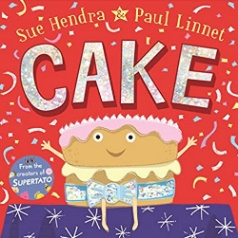 Sue Hendra & Paul Linnet
CAKE
From the
creators of
SUPERTATO